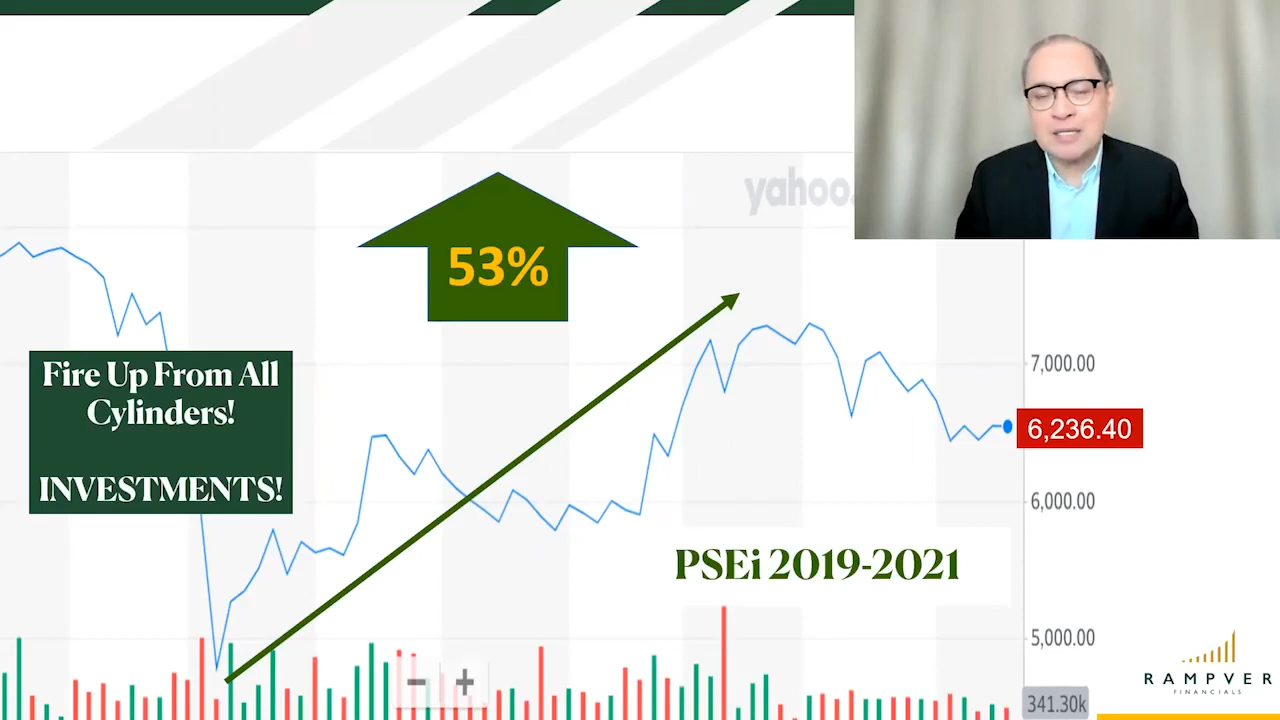 yahoo.
53%
Fire Up From All
Cylinders!
INVESTMENTS!
7,000.00
6,236.40
6,000.00
PSEi 2019-2021
5,000.00
341.30k
RAMPVER
FINANCIALS